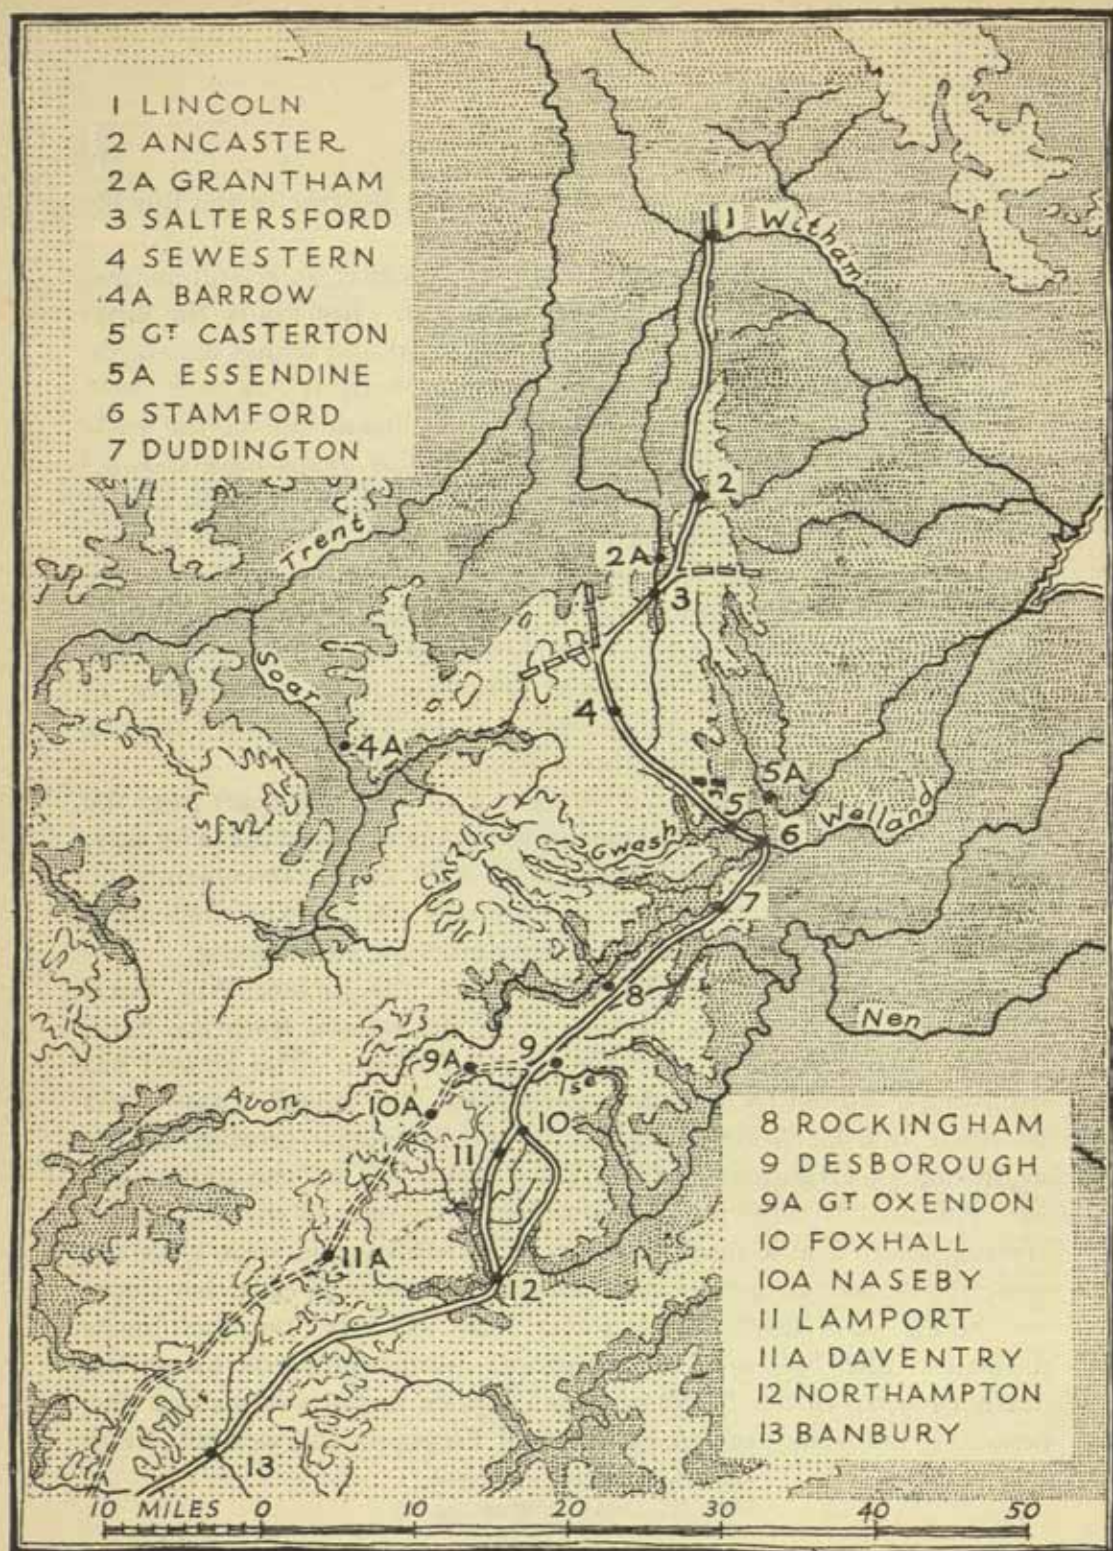 1 LINCOLN
2 ANCASTER
2A GRANTHAM
3 SALTERSFORD
4 SEWESTERN
4A BARROW
5 GT CASTERTON
5A ESSENDINE
6 STAMFORD
7 DUDDINGTON
1 Witham
2
Trent
2A
3
Soar
4
4A
5A
5
Welland
6
Gwash
7
8
Nen
9
9A
Ise
Avon
10A
10
11
11A
12
13
8 ROCKINGHAM
9 DESBOROUGH
9A GT OXENDON
10 FOXHALL
10A NASEBY
11 LAMPORT
11A DAVENTRY
12 NORTHAMPTON
13 BANBURY
10 MILES 0 10 20 30 40 50